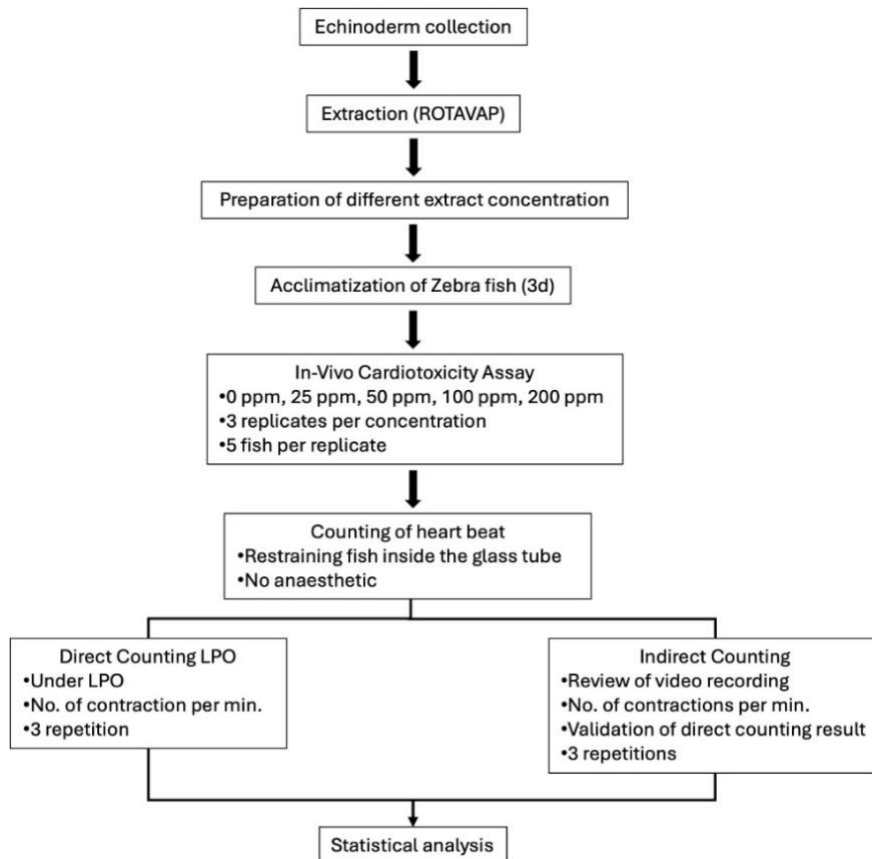 Echinoderm collection
Extraction (ROTAVAP)
Preparation of different extract concentration
Acclimatization of Zebra fish (3d)
In-Vivo Cardiotoxicity Assay
•0 ppm, 25 ppm, 50 ppm, 100 ppm, 200 ppm
•3 replicates per concentration
•5 fish per replicate
Counting of heart beat
•Restraining fish inside the glass tube
•No anaesthetic
Direct Counting LPO
•Under LPO
•No. of contraction per min.
•3 repetition
Indirect Counting
•Review of video recording
•No. of contractions per min.
•Validation of direct counting result
•3 repetitions
Statistical analysis